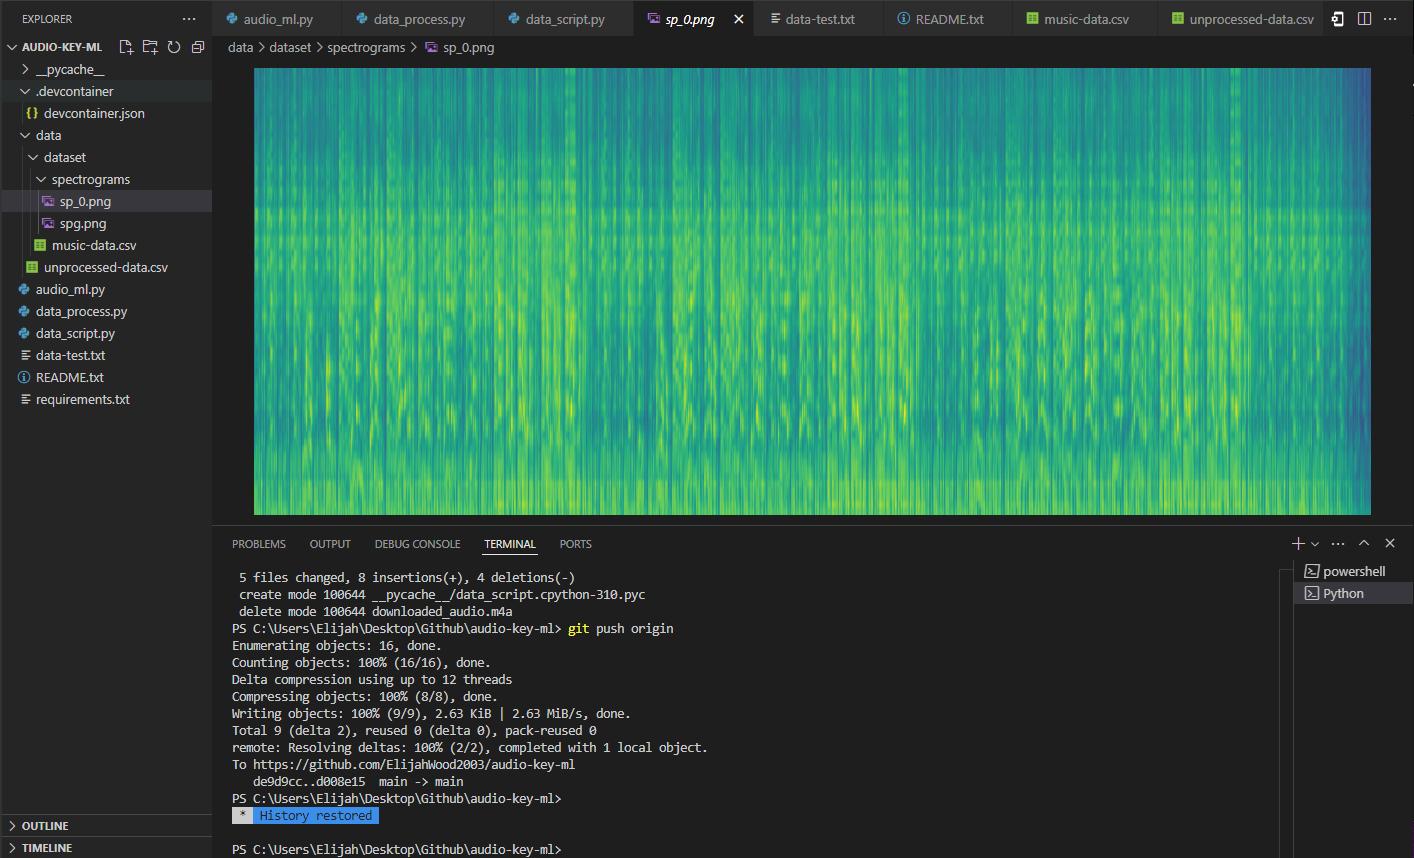 EXPLORER
AUDIO-KEY-ML
__pycache__
.devcontainer
{} devcontainer.json
data
dataset
spectrograms
sp_0.png
spg.png
music-data.csv
unprocessed-data.csv
audio_ml.py
data_process.py
data_script.py
data-test.txt
README.txt
requirements.txt
OUTLINE
TIMELINE
audio_ml.py data_process.py data_script.py sp_0.png data-test.txt README.txt music-data.csv unprocessed-data.csv
data > dataset > spectrograms > sp_0.png
PROBLEMS OUTPUT DEBUG CONSOLE TERMINAL PORTS
5 files changed, 8 insertions(+), 4 deletions(-)
create mode 100644 __pycache__/data_script.cpython-310.pyc
delete mode 100644 downloaded_audio.m4a
PS C:\Users\Elijah\Desktop\Github\audio-key-ml> git push origin
Enumerating objects: 16, done.
Counting objects: 100% (16/16), done.
Delta compression using up to 12 threads
Compressing objects: 100% (8/8), done.
Writing objects: 100% (9/9), 2.63 KiB | 2.63 MiB/s, done.
Total 9 (delta 2), reused 0 (delta 0), pack-reused 0
remote: Resolving deltas: 100% (2/2), completed with 1 local object.
To https://github.com/ElijahWood2003/audio-key-ml
de9d9cc..d008e15 main -> main
PS C:\Users\Elijah\Desktop\Github\audio-key-ml>
* History restored
PS C:\Users\Elijah\Desktop\Github\audio-key-ml>
powershell
Python